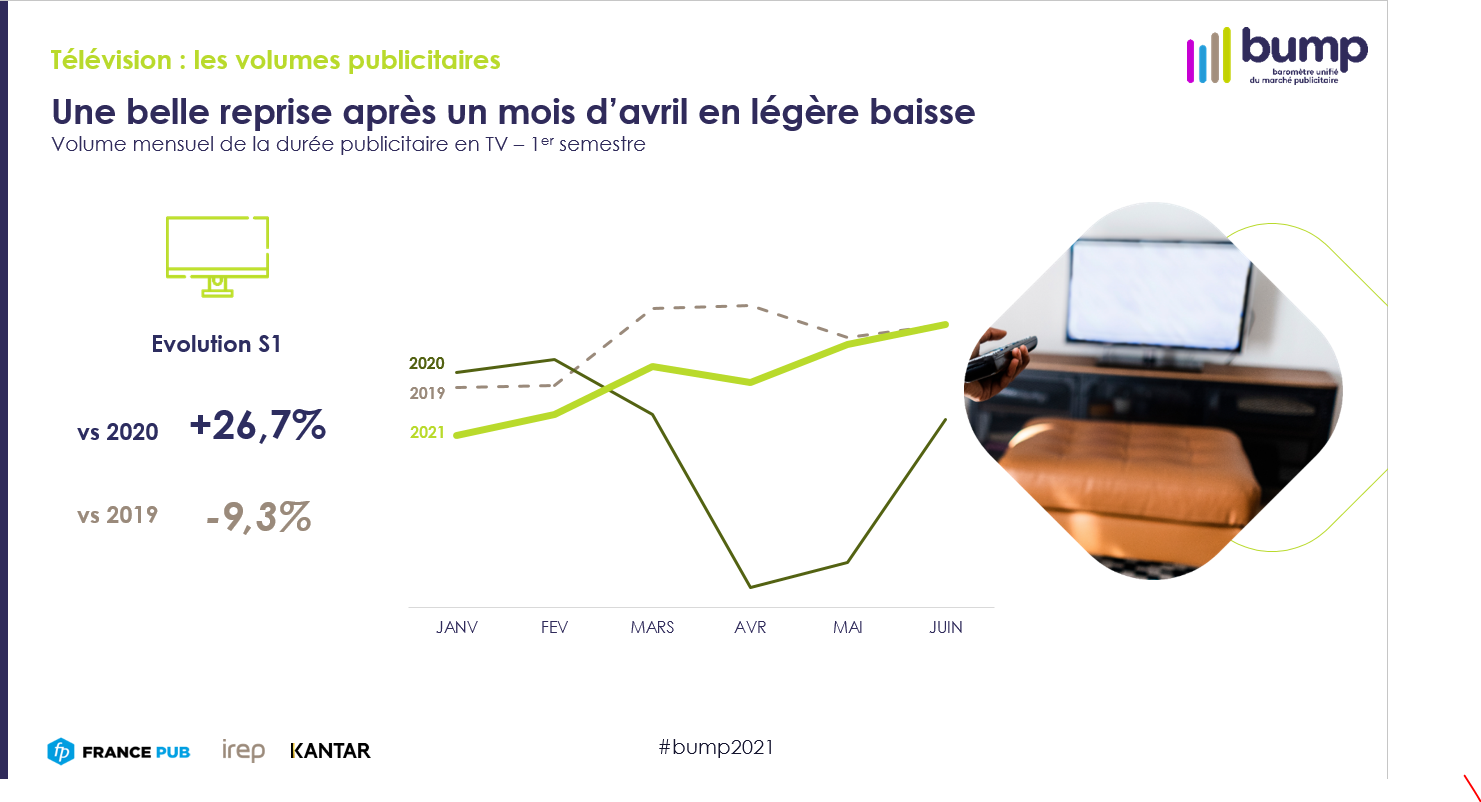 Télévision : les volumes publicitaires
bump
baromètre unifié
du marché publicitaire
Une belle reprise après un mois d’avril en légère baisse
Volume mensuel de la durée publicitaire en TV – 1er semestre
Evolution S1
vs 2020 +26,7%
vs 2019 -9,3%
2020
2019
2021
JANV FEV MARS AVR MAI JUIN
fp FRANCE PUB irep KANTAR
#bump2021